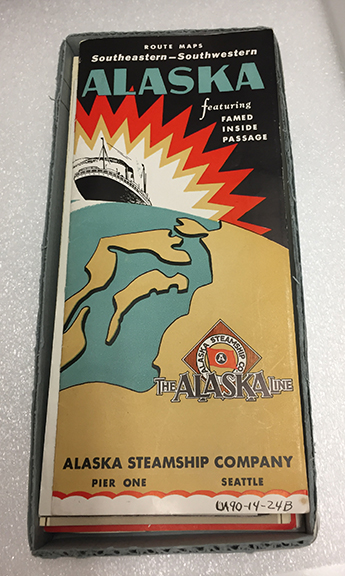 ROUTE MAPS
Southeastern—Southwestern
ALASKA
featuring
FAMED
INSIDE
PASSAGE
ALASKA STEAMSHIP CO.
A
THE ALASKA LINE
ALASKA STEAMSHIP COMPANY
PIER ONE SEATTLE
UA90-14-24B